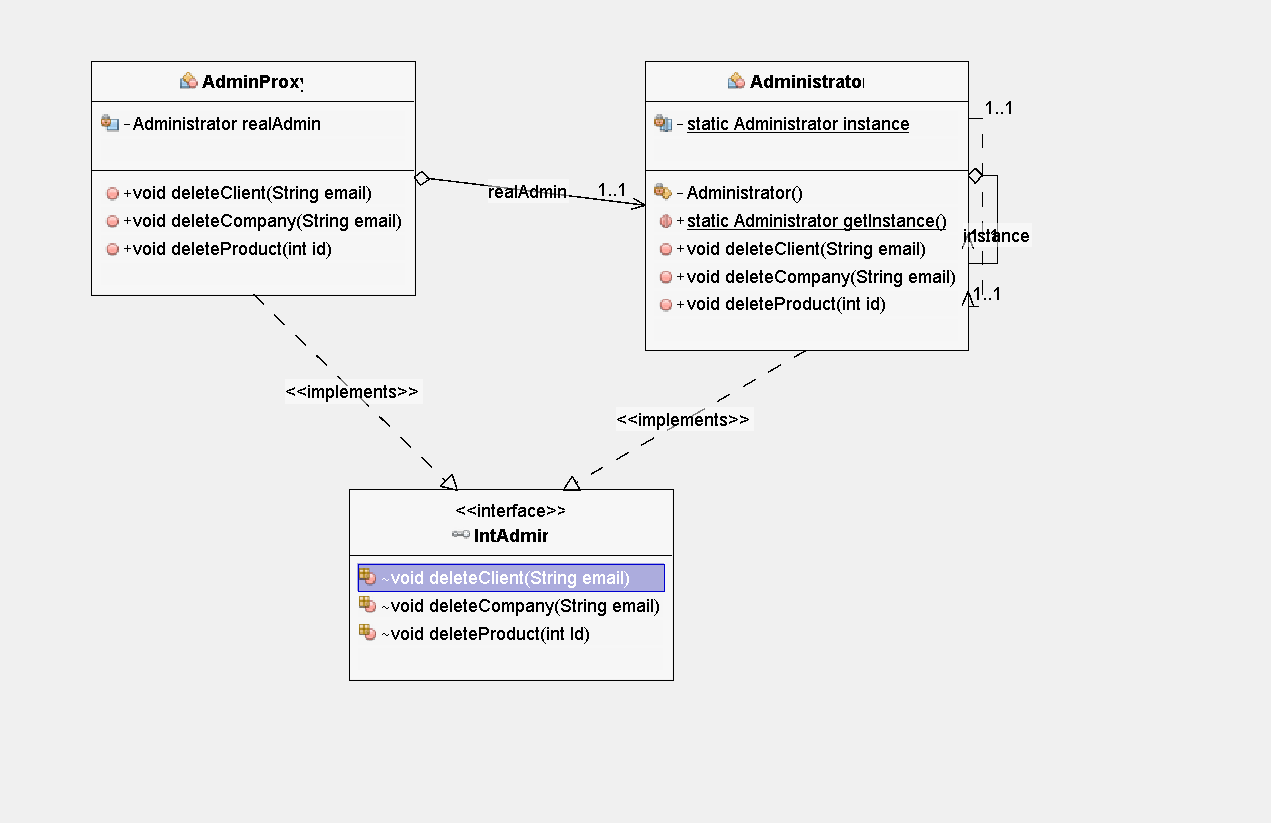 AdminProxy
- Administrator realAdmin
+void deleteClient(String email)
+void deleteCompany(String email)
+void deleteProduct(int id)
realAdmin
1..1
Administrator
- static Administrator instance
- Administrator()
+ static Administrator getInstance()
+ void deleteClient(String email)
+ void deleteCompany(String email)
+ void deleteProduct(int id)
1..1
instance
1..1
1..1
<<implements>>
<<implements>>
<<interface>>
IntAdmin
~void deleteClient(String email)
~void deleteCompany(String email)
~void deleteProduct(int Id)